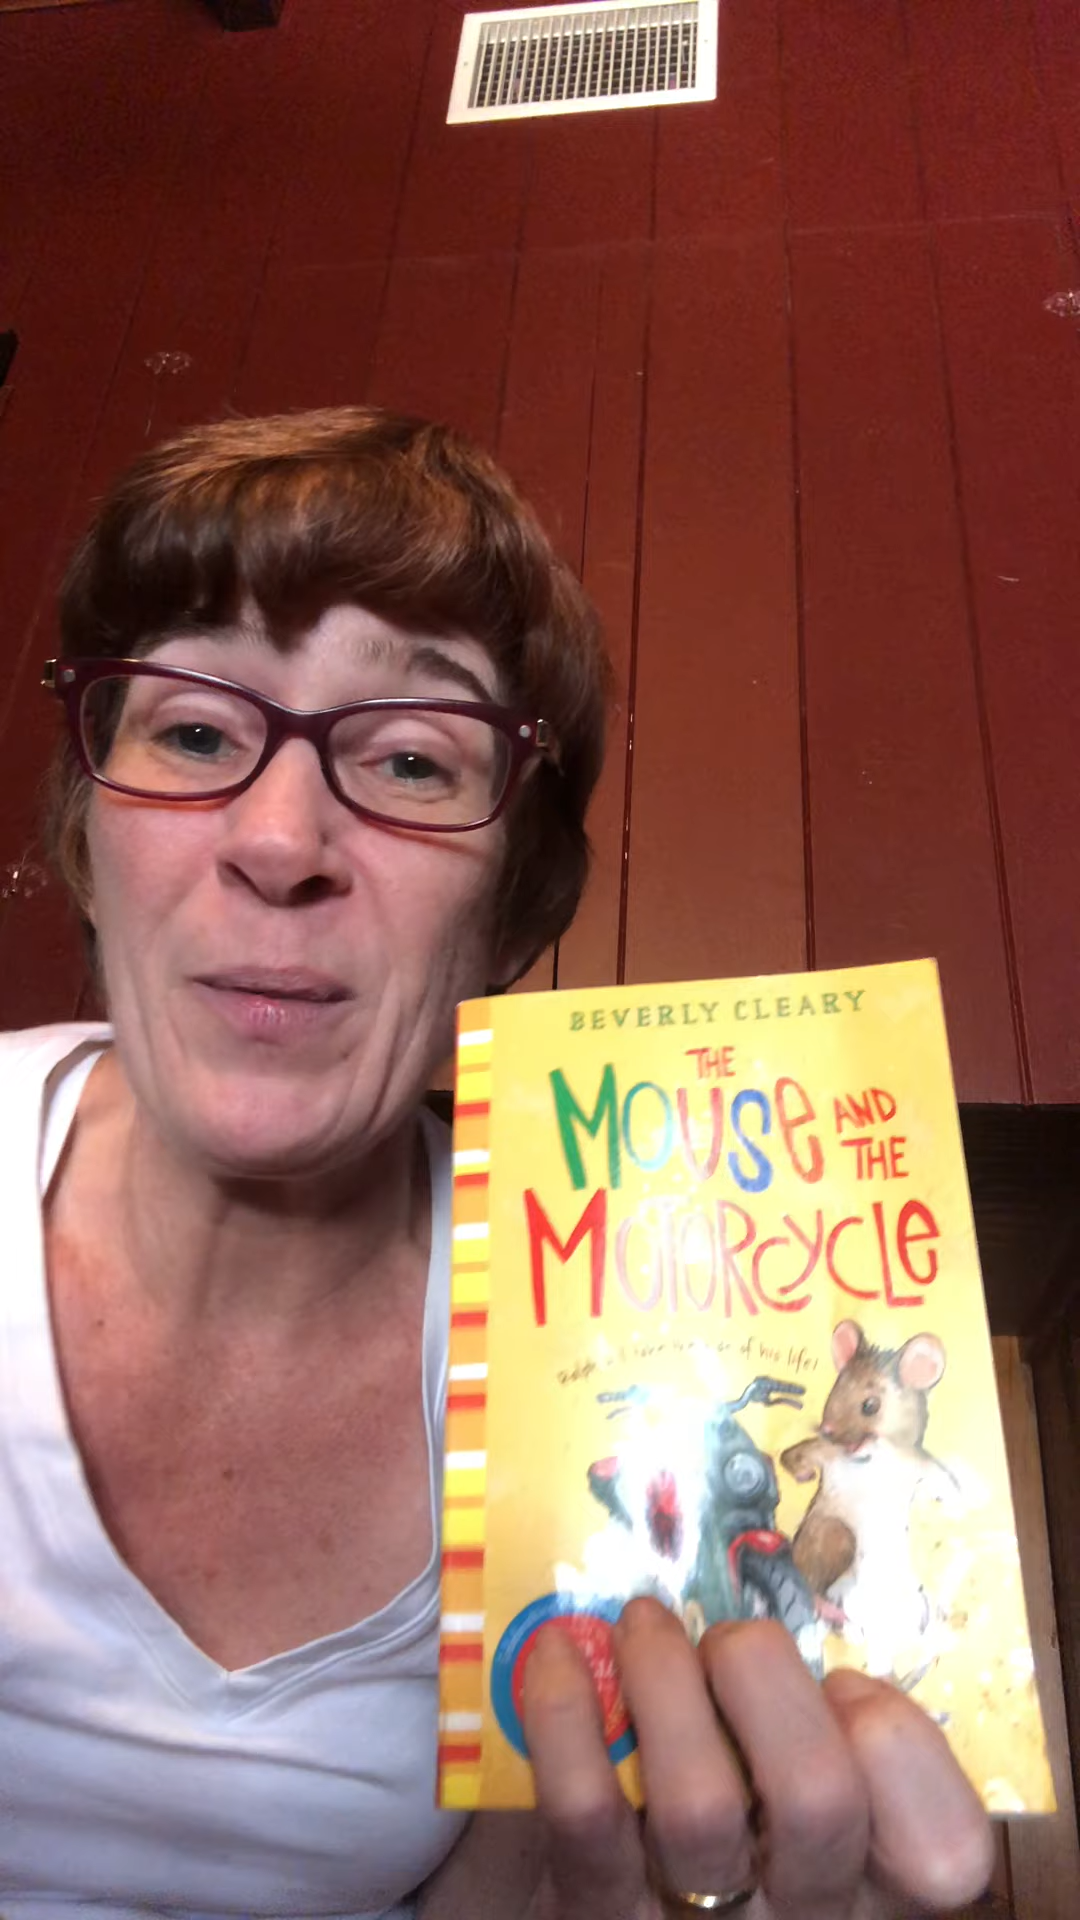 BEVERLY CLEARY
THE
MOUSe AND
THE
MOTORCYCLe
of his life!